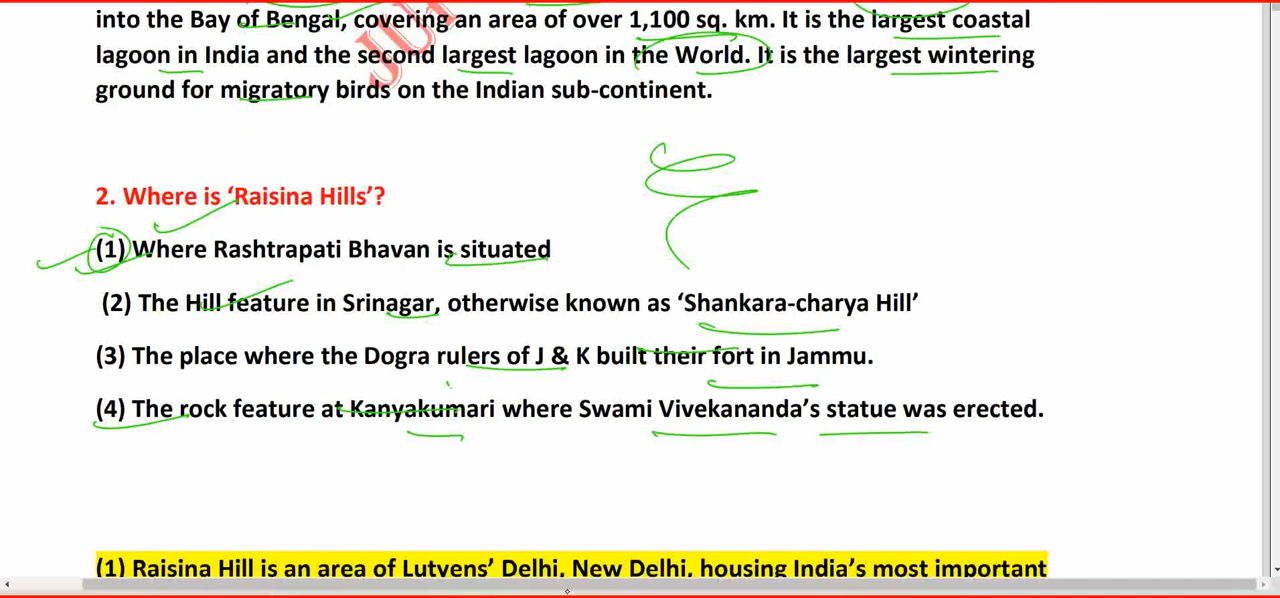 into the Bay of Bengal, covering an area of over 1,100 sq. km. It is the largest coastal
lagoon in India and the second largest lagoon in the World. It is the largest wintering
ground for migratory birds on the Indian sub-continent.
2. Where is ‘Raisina Hills’?
(1) Where Rashtrapati Bhavan is situated
(2) The Hill feature in Srinagar, otherwise known as ‘Shankara-charya Hill’
(3) The place where the Dogra rulers of J & K built their fort in Jammu.
(4) The rock feature at Kanyakumari where Swami Vivekananda’s statue was erected.
(1) Raisina Hill is an area of Lutyens’ Delhi, New Delhi, housing India’s most important